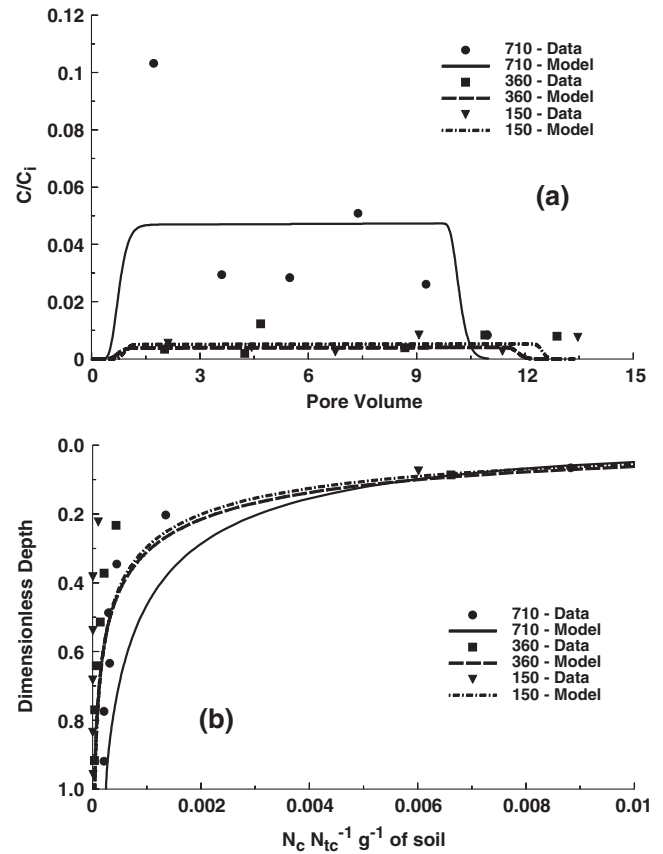 0.12
0.1
0.08
0.06
0.04
0.02
0
C/Ci
710 - Data
710 - Model
360 - Data
360 - Model
150 - Data
150 - Model
(a)
0 3 6 9 12 15
Pore Volume
0.0
0.2
0.4
0.6
0.8
1.0
Dimensionless Depth
710 - Data
710 - Model
360 - Data
360 - Model
150 - Data
150 - Model
(b)
0 0.002 0.004 0.006 0.008 0.01
Nc Ntc⁻¹ g⁻¹ of soil